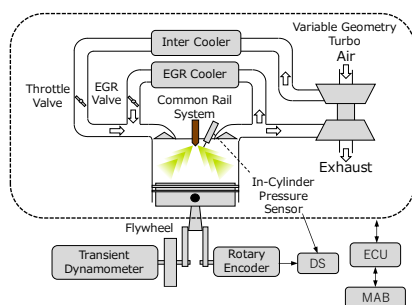 Variable Geometry
Turbo
Air
Inter Cooler
EGR Cooler
Throttle
Valve
EGR
Valve
Common Rail
System
Exhaust
In-Cylinder
Pressure
Sensor
Flywheel
Transient
Dynamometer
Rotary
Encoder
DS
ECU
MAB